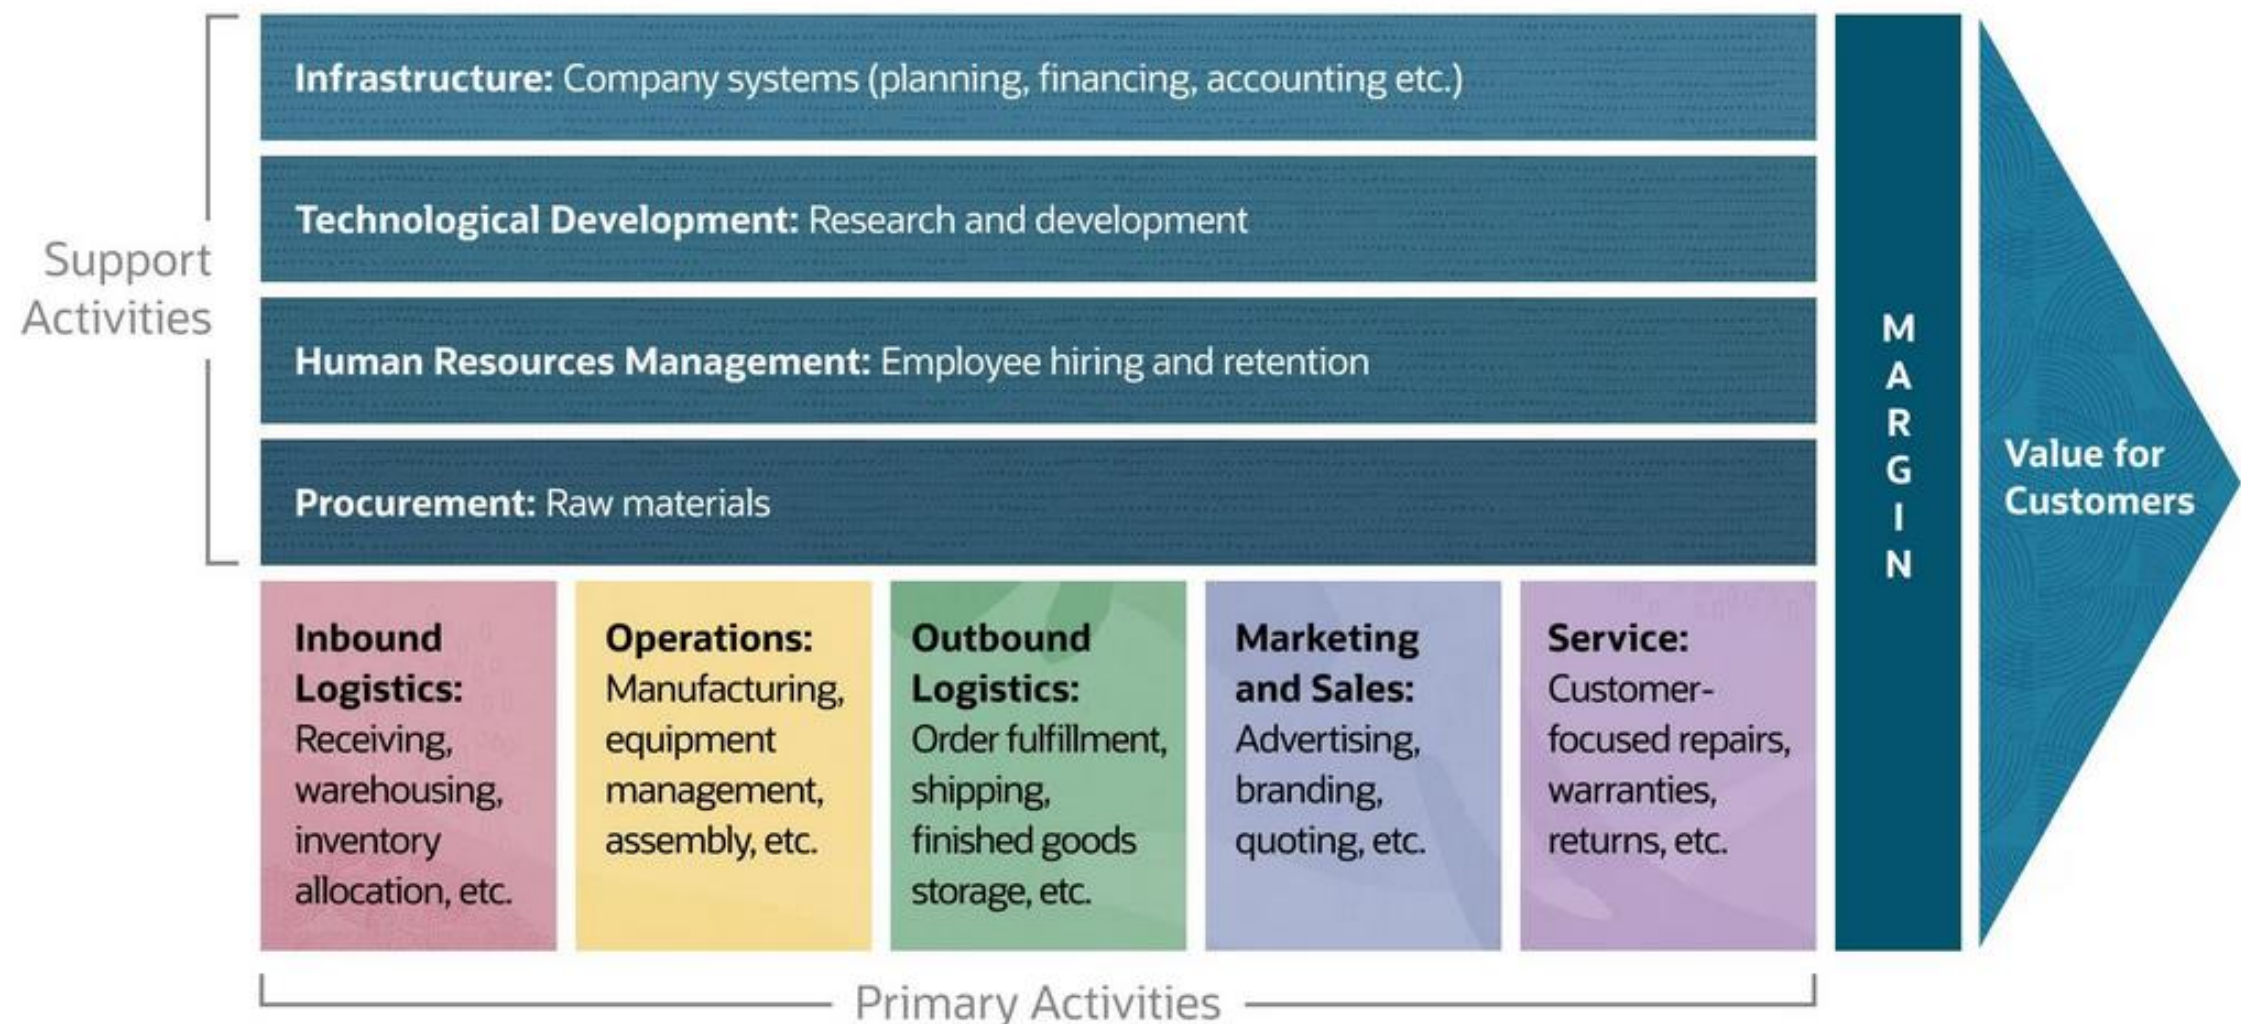 Support
Activities
Infrastructure: Company systems (planning, financing, accounting etc.)
Technological Development: Research and development
Human Resources Management: Employee hiring and retention
Procurement: Raw materials
Inbound
Logistics:
Receiving,
warehousing,
inventory
allocation, etc.
Operations:
Manufacturing,
equipment
management,
assembly, etc.
Outbound
Logistics:
Order fulfillment,
shipping,
finished goods
storage, etc.
Marketing
and Sales:
Advertising,
branding,
quoting, etc.
Service:
Customer-
focused repairs,
warranties,
returns, etc.
Primary Activities
M
A
R
G
I
N
Value for
Customers